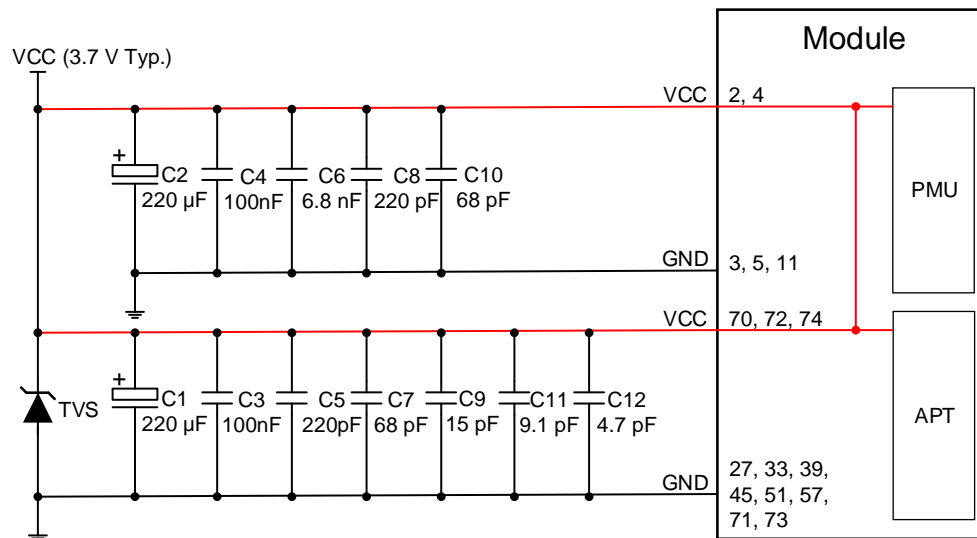 Module
VCC (3.7 V Typ.)
VCC
2, 4
+
C2
220 µF
C4
100nF
C6
6.8 nF
C8
220 pF
C10
68 pF
PMU
GND
3, 5, 11
VCC
70, 72, 74
+
TVS
C1
220 µF
C3
100nF
C5
220pF
C7
68 pF
C9
15 pF
C11
9.1 pF
C12
4.7 pF
APT
GND
27, 33, 39,
45, 51, 57,
71, 73